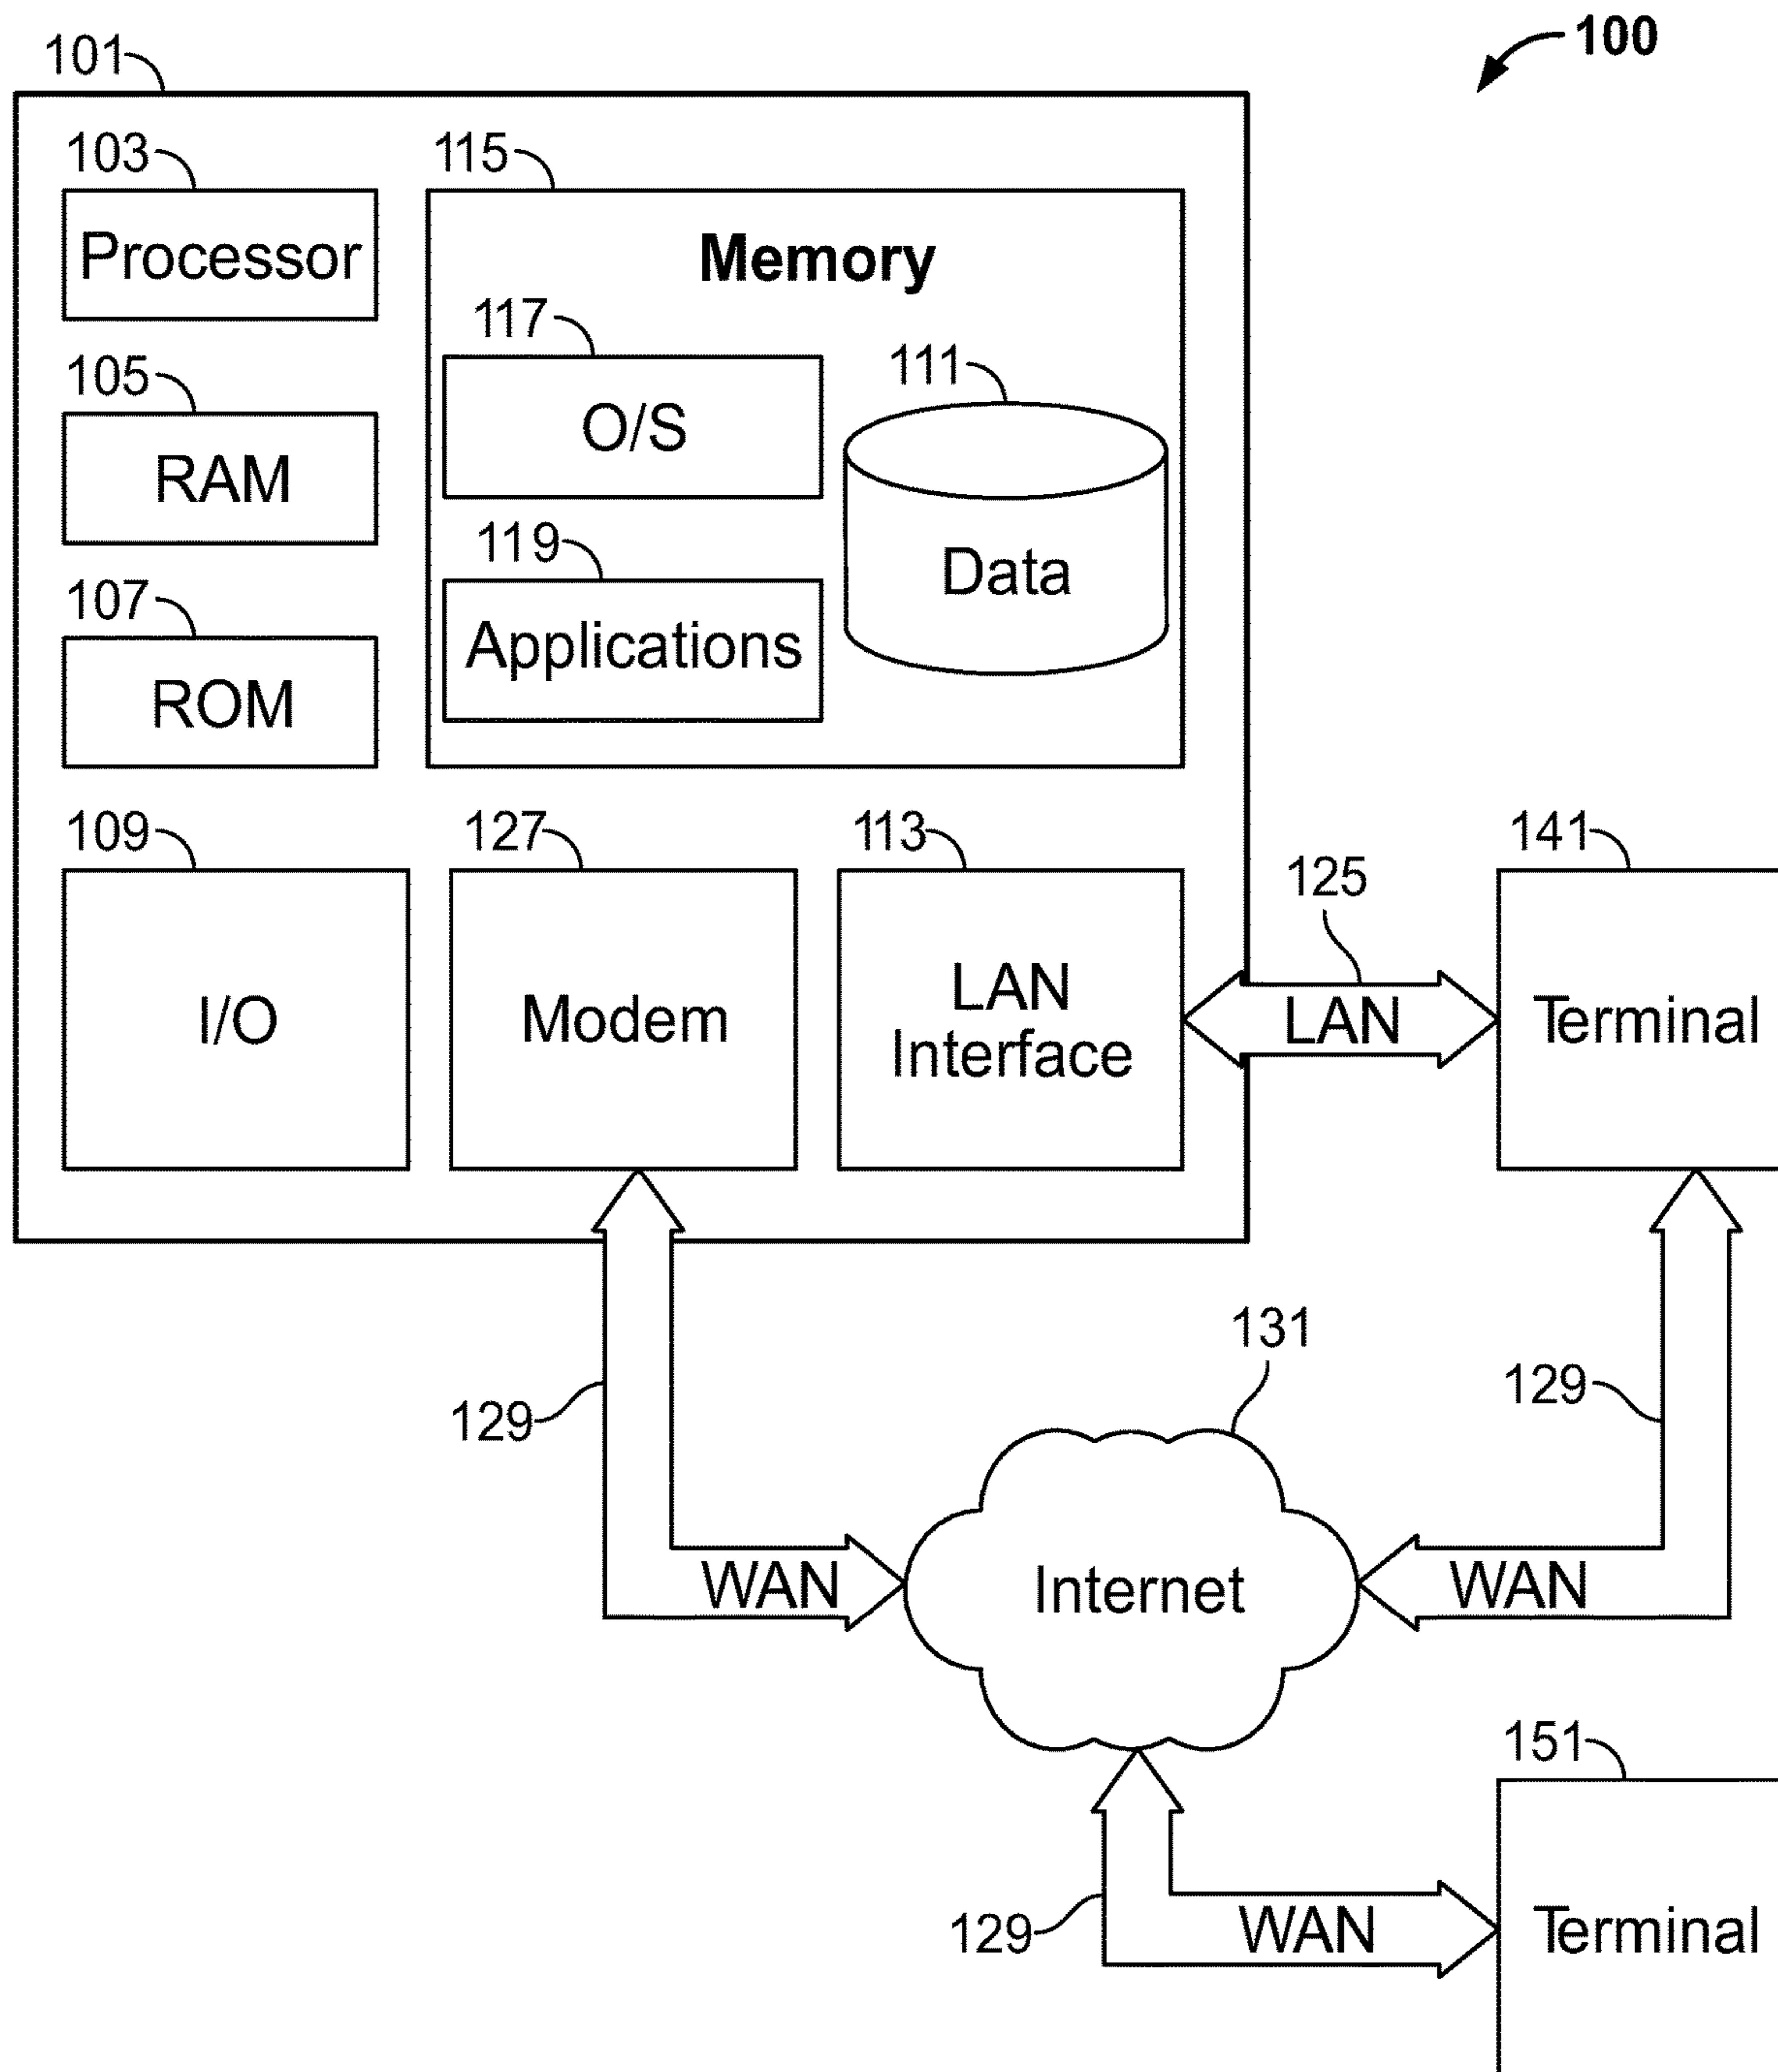 100
101
103
Processor
115
Memory
117
O/S
111
Data
105
RAM
119
Applications
107
ROM
109
I/O
127
Modem
113
LAN
Interface
125
LAN
141
Terminal
129
WAN
131
Internet
129
WAN
129
WAN
151
Terminal